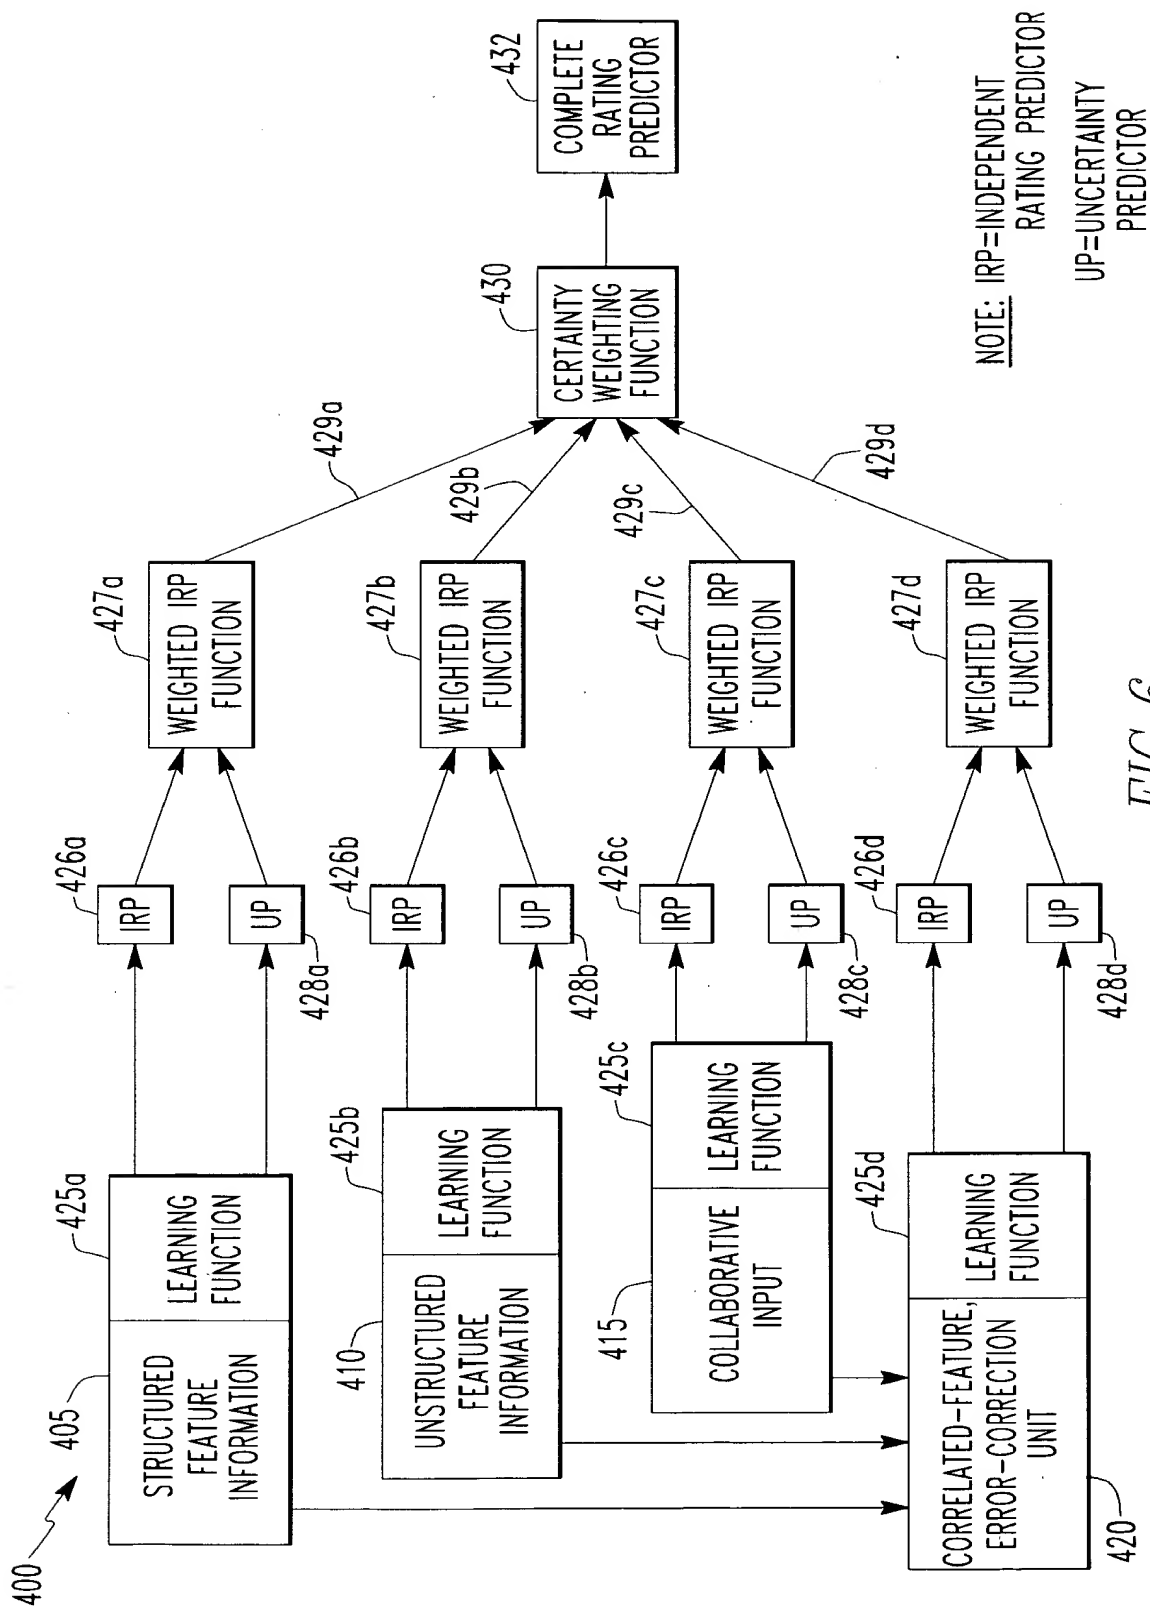 400
405
STRUCTURED
FEATURE
INFORMATION
425a
LEARNING
FUNCTION
426a
IRP
UP
428a
427a
WEIGHTED IRP
FUNCTION
429a
410
UNSTRUCTURED
FEATURE
INFORMATION
425b
LEARNING
FUNCTION
426b
IRP
UP
428b
427b
WEIGHTED IRP
FUNCTION
429b
415
COLLABORATIVE
INPUT
425c
LEARNING
FUNCTION
426c
IRP
UP
428c
427c
WEIGHTED IRP
FUNCTION
429c
420
CORRELATED-FEATURE,
ERROR-CORRECTION
UNIT
425d
LEARNING
FUNCTION
426d
IRP
UP
428d
427d
WEIGHTED IRP
FUNCTION
429d
430
CERTAINTY
WEIGHTING
FUNCTION
432
COMPLETE
RATING
PREDICTOR
NOTE: IRP=INDEPENDENT
RATING PREDICTOR
UP=UNCERTAINTY
PREDICTOR
FIG. 6